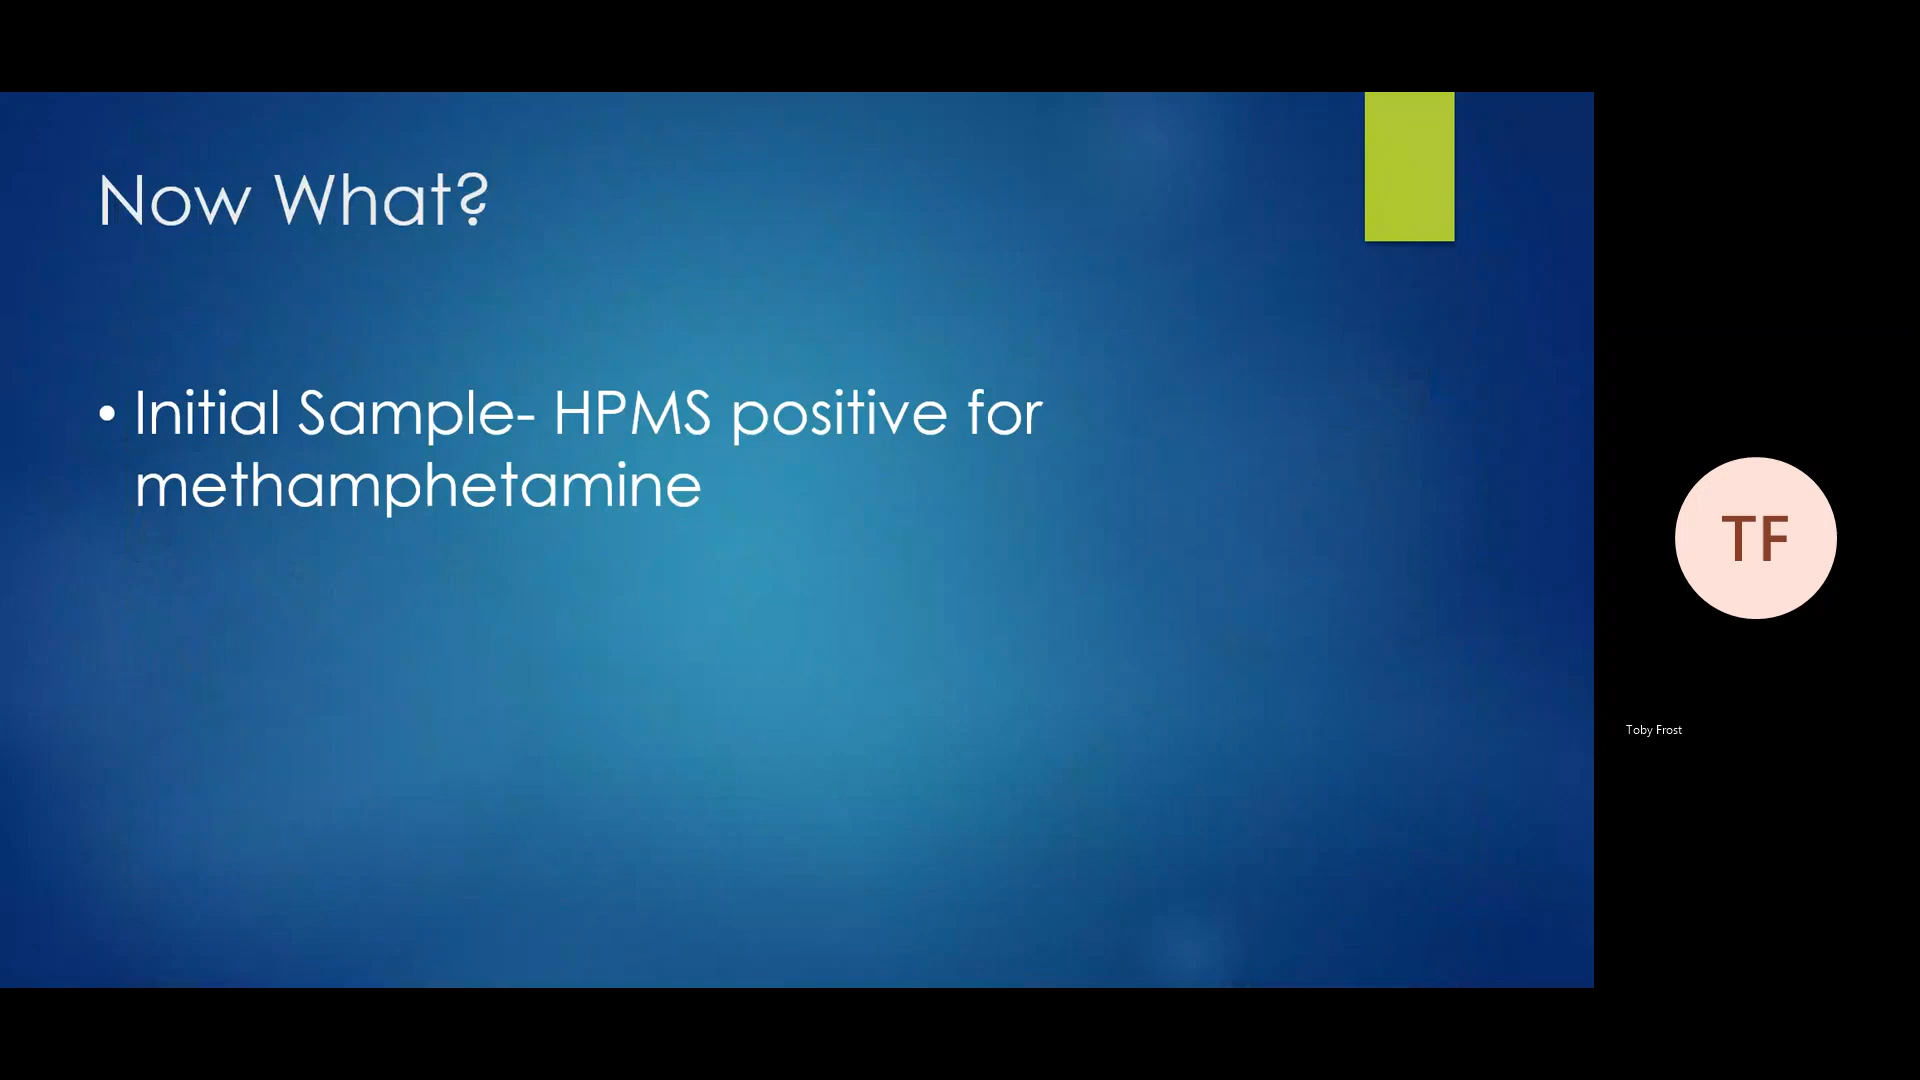 Now What?
• Initial Sample- HPMS positive for
methamphetamine
TF
Toby Frost